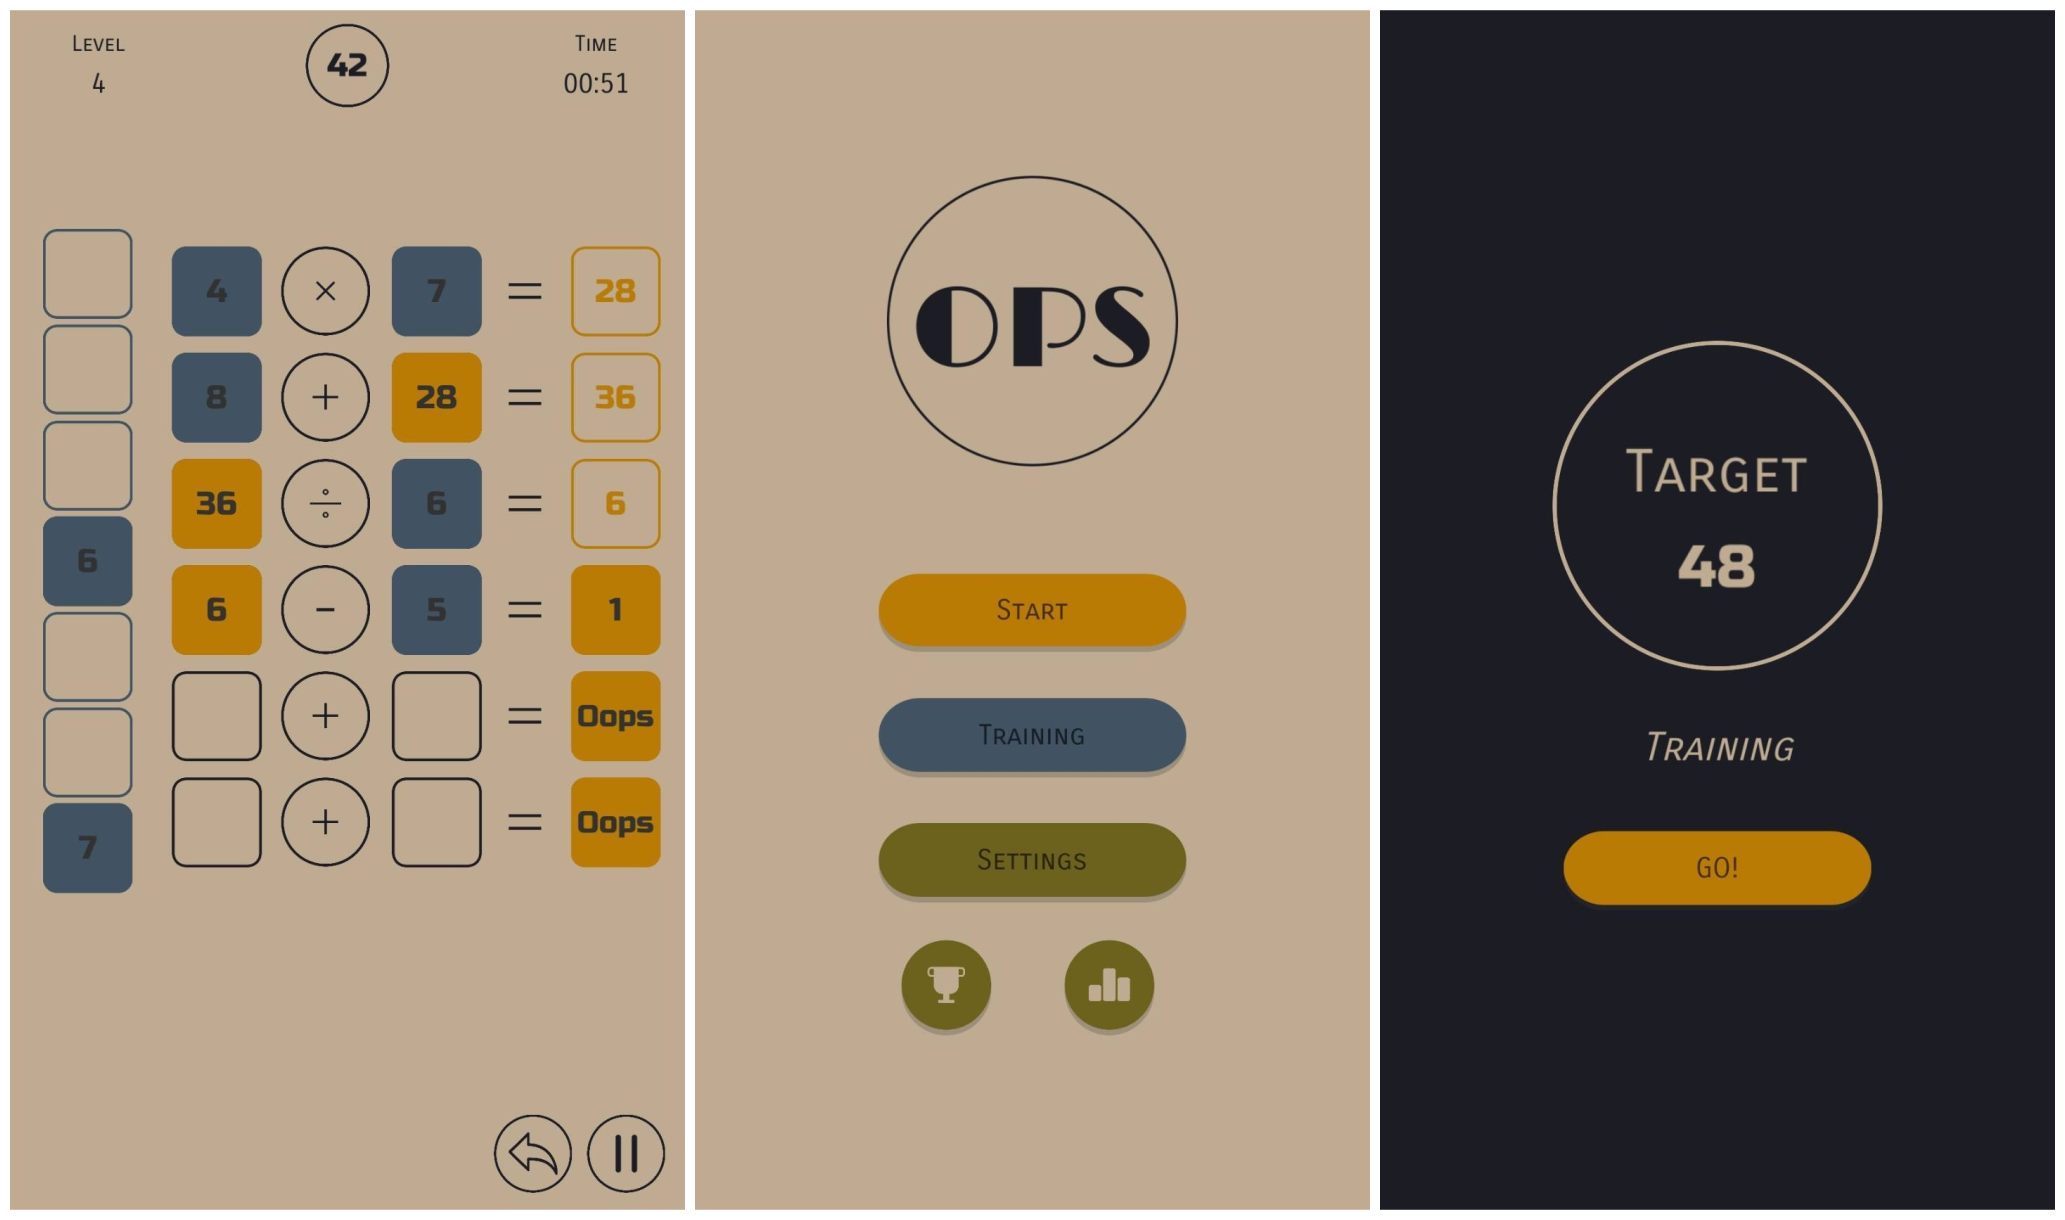 LEVEL
4
42
TIME
00:51
4 × 7 = 28
8 + 28 = 36
36 ÷ 6 = 6
6
6 − 5 = 1
+ = Oops
+ = Oops
7
OPS
START
TRAINING
SETTINGS
TARGET
48
TRAINING
GO!